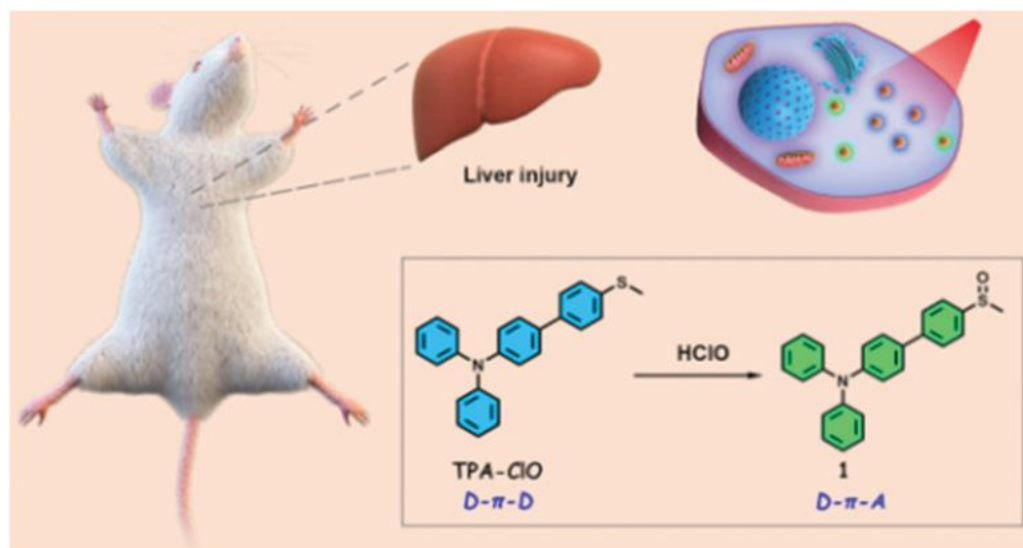 Liver injury
S
N
TPA-ClO
D-π-D
HClO
O
S
N
1
D-π-A